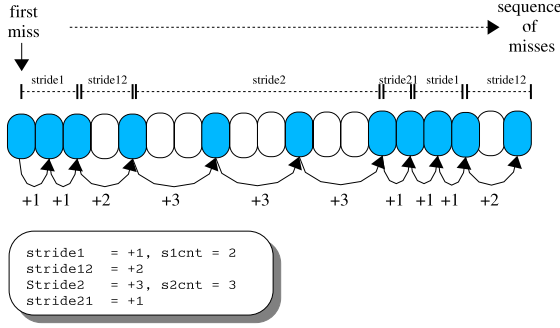 first
miss
sequence
of
misses
stride1 stride12 stride2 stride21 stride1 stride12
+1 +1 +2 +3 +3 +3 +1 +1 +1 +2
stride1 = +1, s1cnt = 2
stride12 = +2
Stride2 = +3, s2cnt = 3
stride21 = +1